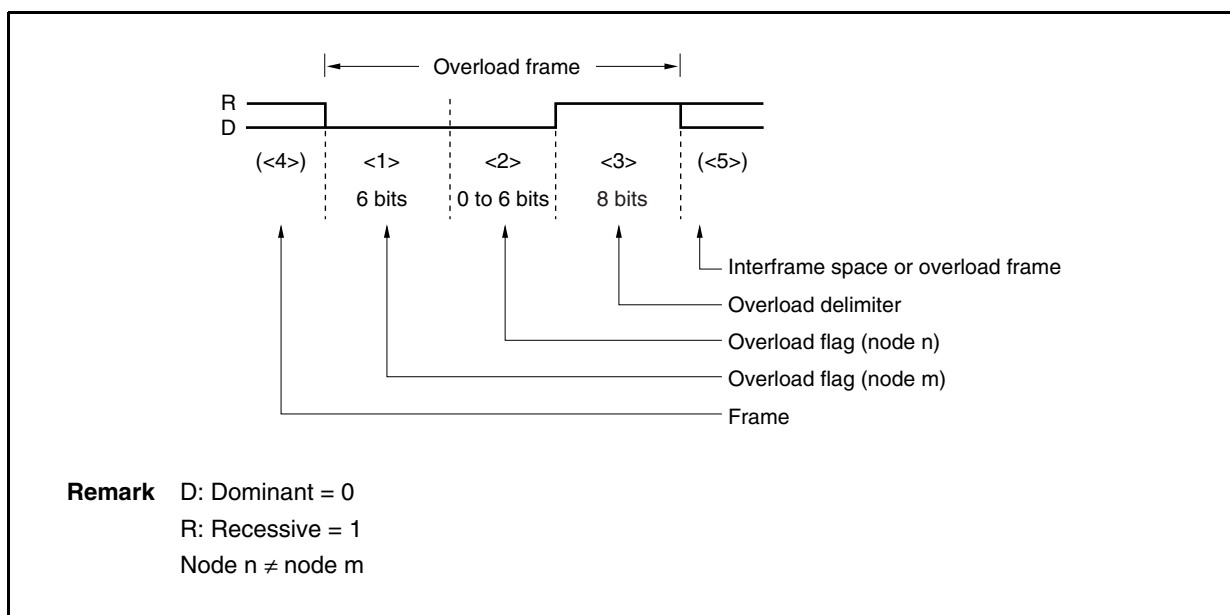 Overload frame
R
D
(<4>) <1> <2> <3> (<5>)
6 bits 0 to 6 bits 8 bits
Interframe space or overload frame
Overload delimiter
Overload flag (node n)
Overload flag (node m)
Frame
Remark D: Dominant = 0
R: Recessive = 1
Node n ≠ node m